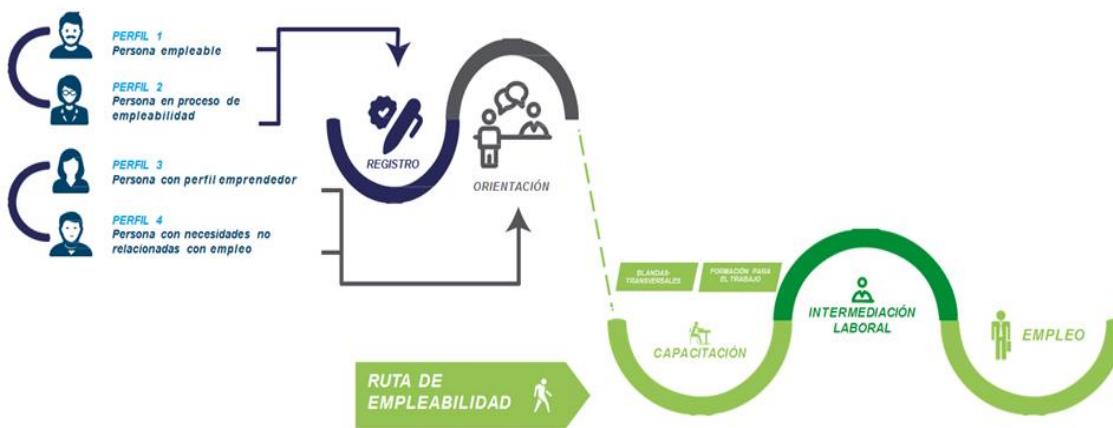 PERFIL 1
Persona empleable
PERFIL 2
Persona en proceso de
empleabilidad
PERFIL 3
Persona con perfil emprendedor
PERFIL 4
Persona con necesidades no
relacionadas con empleo
REGISTRO
ORIENTACIÓN
BLANDAS-
TRANSVERSALES
FORMACIÓN PARA
EL TRABAJO
CAPACITACIÓN
INTERMEDIACIÓN
LABORAL
EMPLEO
RUTA DE
EMPLEABILIDAD